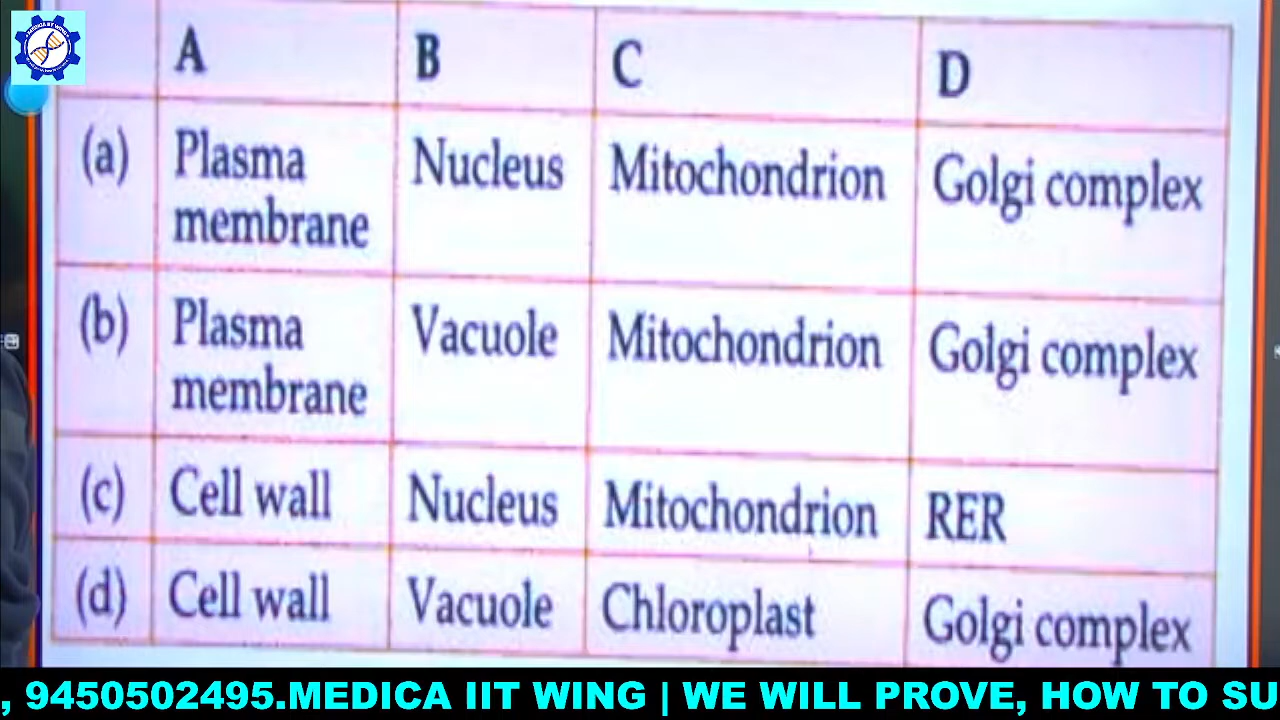 A B C D
(a) Plasma membrane Nucleus Mitochondrion Golgi complex
(b) Plasma membrane Vacuole Mitochondrion Golgi complex
(c) Cell wall Nucleus Mitochondrion RER
(d) Cell wall Vacuole Chloroplast Golgi complex
, 9450502495.MEDICA IIT WING | WE WILL PROVE, HOW TO SU